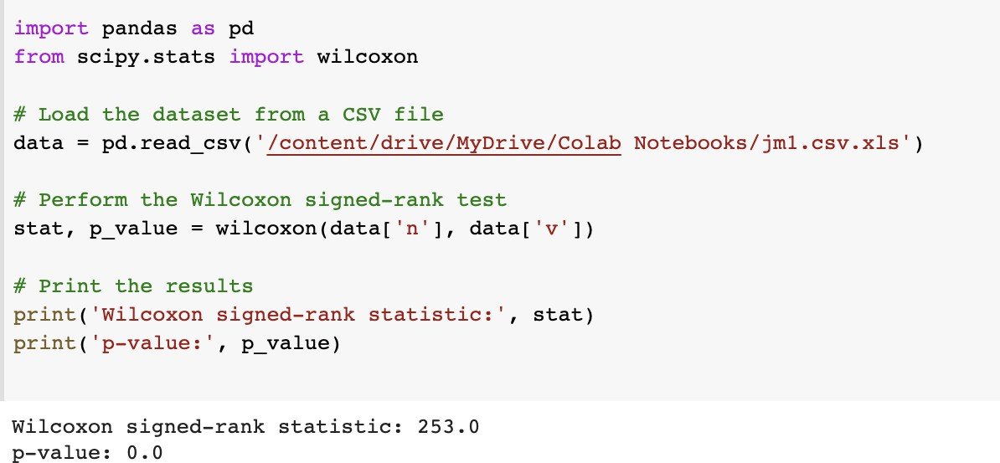 import pandas as pd
from scipy.stats import wilcoxon
# Load the dataset from a CSV file
data = pd.read_csv('/content/drive/MyDrive/Colab Notebooks/jm1.csv.xls')
# Perform the Wilcoxon signed-rank test
stat, p_value = wilcoxon(data['n'], data['v'])
# Print the results
print('Wilcoxon signed-rank statistic:', stat)
print('p-value:', p_value)
Wilcoxon signed-rank statistic: 253.0
p-value: 0.0